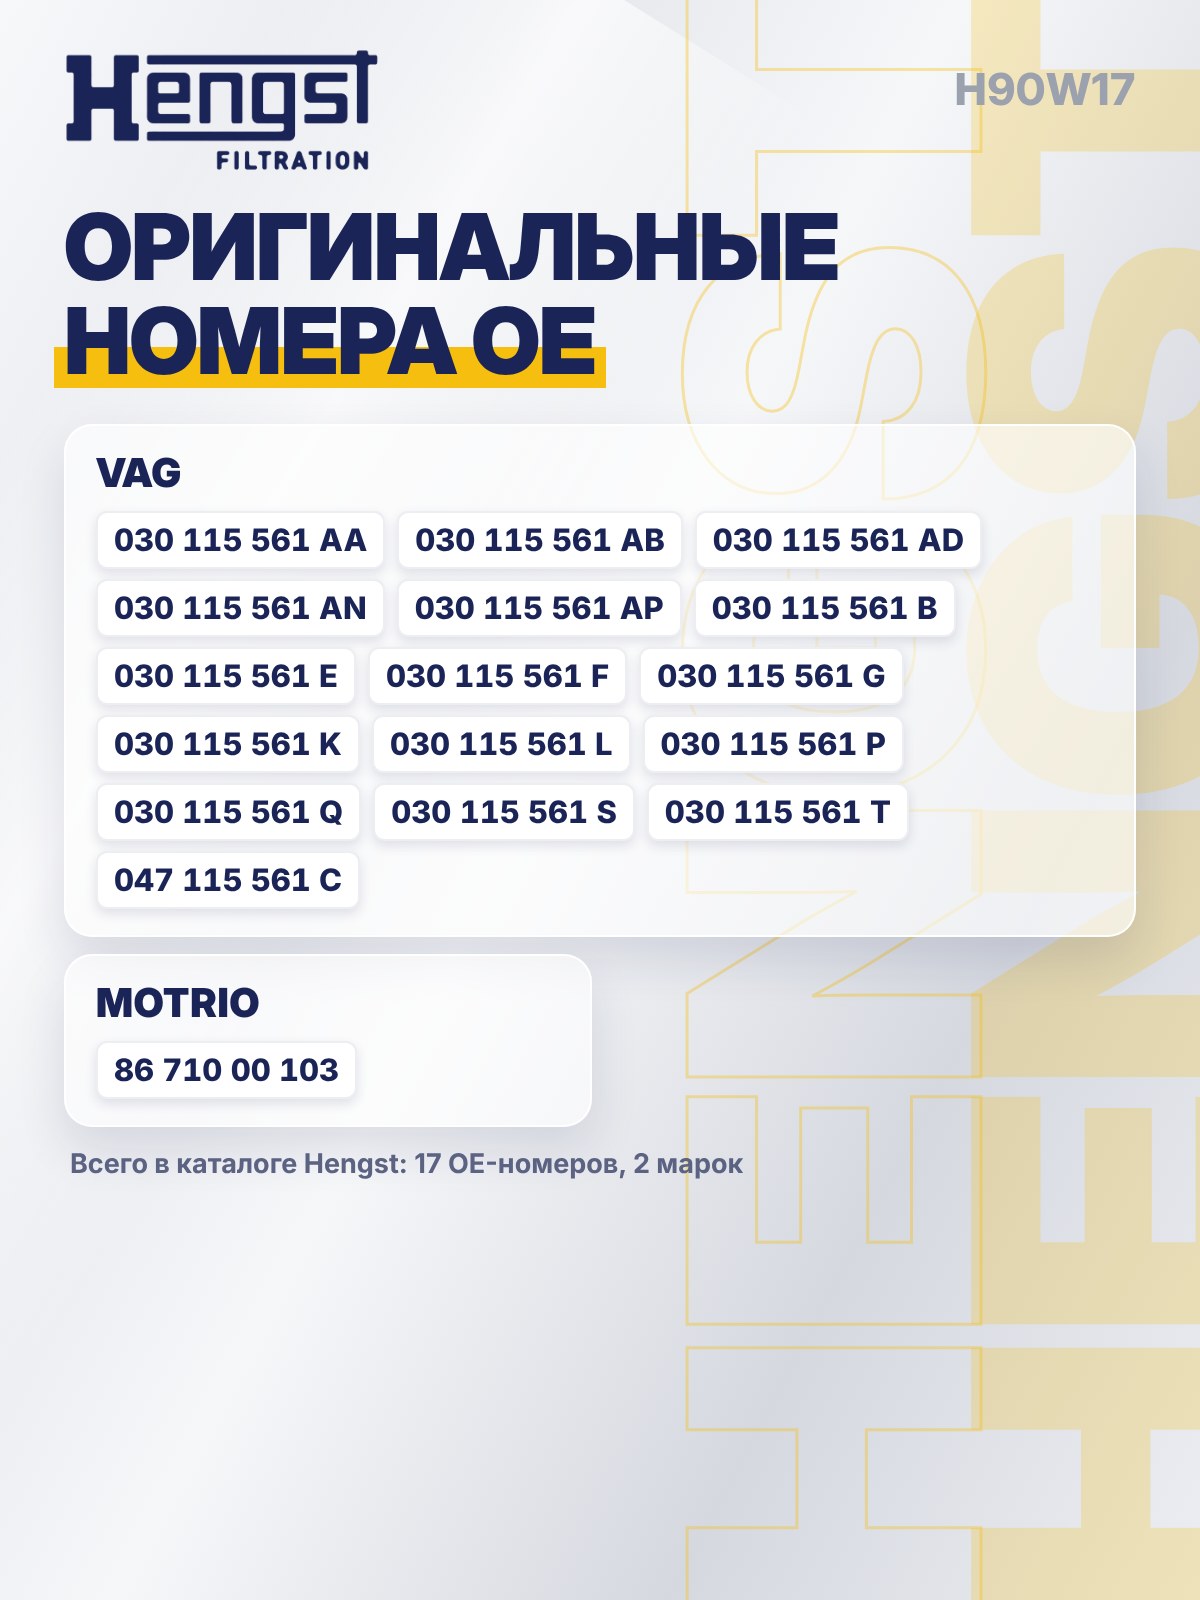 Hengst
FILTRATION
H90W17
ОРИГИНАЛЬНЫЕ
НОМЕРА OE
VAG
030 115 561 AA 030 115 561 AB 030 115 561 AD
030 115 561 AN 030 115 561 AP 030 115 561 B
030 115 561 E 030 115 561 F 030 115 561 G
030 115 561 K 030 115 561 L 030 115 561 P
030 115 561 Q 030 115 561 S 030 115 561 T
047 115 561 C
MOTRIO
86 710 00 103
Всего в каталоге Hengst: 17 OE-номеров, 2 марок
HENGST
HENGST